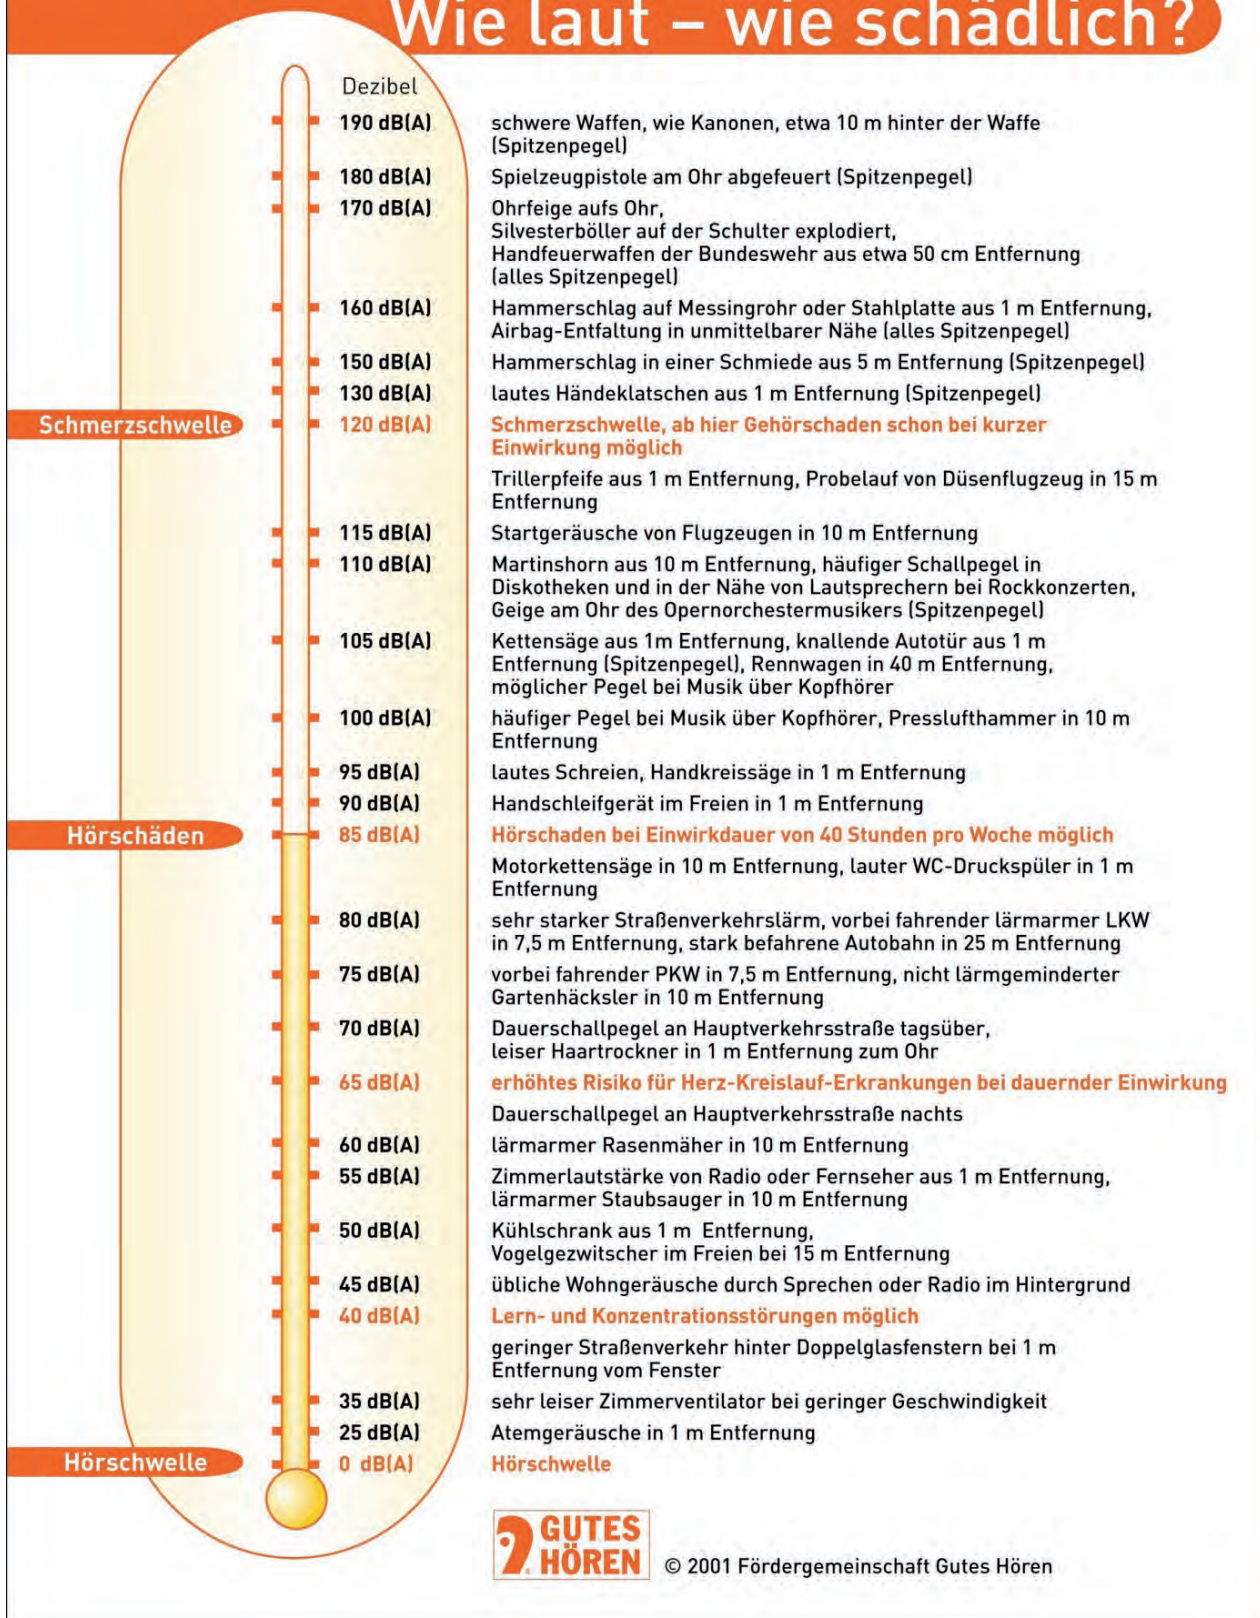 Wie laut – wie schädlich?
Dezibel
190 dB(A) schwere Waffen, wie Kanonen, etwa 10 m hinter der Waffe
(Spitzenpegel)
180 dB(A) Spielzeugpistole am Ohr abgefeuert (Spitzenpegel)
170 dB(A) Ohrfeige aufs Ohr,
Silvesterböller auf der Schulter explodiert,
Handfeuerwaffen der Bundeswehr aus etwa 50 cm Entfernung
(alles Spitzenpegel)
160 dB(A) Hammerschlag auf Messingrohr oder Stahlplatte aus 1 m Entfernung,
Airbag-Entfaltung in unmittelbarer Nähe (alles Spitzenpegel)
150 dB(A) Hammerschlag in einer Schmiede aus 5 m Entfernung (Spitzenpegel)
130 dB(A) lautes Händeklatschen aus 1 m Entfernung (Spitzenpegel)
Schmerzschwelle 120 dB(A) Schmerzschwelle, ab hier Gehörschaden schon bei kurzer
Einwirkung möglich
Trillerpfeife aus 1 m Entfernung, Probelauf von Düsenflugzeug in 15 m
Entfernung
115 dB(A) Startgeräusche von Flugzeugen in 10 m Entfernung
110 dB(A) Martinshorn aus 10 m Entfernung, häufiger Schallpegel in
Diskotheken und in der Nähe von Lautsprechern bei Rockkonzerten,
Geige am Ohr des Opernorchestermusikers (Spitzenpegel)
105 dB(A) Kettensäge aus 1m Entfernung, knallende Autotür aus 1 m
Entfernung (Spitzenpegel), Rennwagen in 40 m Entfernung,
möglicher Pegel bei Musik über Kopfhörer
100 dB(A) häufiger Pegel bei Musik über Kopfhörer, Presslufthammer in 10 m
Entfernung
95 dB(A) lautes Schreien, Handkreissäge in 1 m Entfernung
90 dB(A) Handschleifgerät im Freien in 1 m Entfernung
Hörschäden 85 dB(A) Hörschaden bei Einwirkdauer von 40 Stunden pro Woche möglich
Motorkettensäge in 10 m Entfernung, lauter WC-Druckspüler in 1 m
Entfernung
80 dB(A) sehr starker Straßenverkehrslärm, vorbei fahrender lärmarmer LKW
in 7,5 m Entfernung, stark befahrene Autobahn in 25 m Entfernung
75 dB(A) vorbei fahrender PKW in 7,5 m Entfernung, nicht lärmgeminderter
Gartenhäcksler in 10 m Entfernung
70 dB(A) Dauerschallpegel an Hauptverkehrsstraße tagsüber,
leiser Haartrockner in 1 m Entfernung zum Ohr
65 dB(A) erhöhtes Risiko für Herz-Kreislauf-Erkrankungen bei dauernder Einwirkung
Dauerschallpegel an Hauptverkehrsstraße nachts
60 dB(A) lärmarmer Rasenmäher in 10 m Entfernung
55 dB(A) Zimmerlautstärke von Radio oder Fernseher aus 1 m Entfernung,
lärmarmer Staubsauger in 10 m Entfernung
50 dB(A) Kühlschrank aus 1 m Entfernung,
Vogelgezwitscher im Freien bei 15 m Entfernung
45 dB(A) übliche Wohngeräusche durch Sprechen oder Radio im Hintergrund
40 dB(A) Lern- und Konzentrationsstörungen möglich
geringer Straßenverkehr hinter Doppelglasfenstern bei 1 m
Entfernung vom Fenster
35 dB(A) sehr leiser Zimmerventilator bei geringer Geschwindigkeit
25 dB(A) Atemgeräusche in 1 m Entfernung
Hörschwelle 0 dB(A) Hörschwelle
GUTES
HÖREN
© 2001 Fördergemeinschaft Gutes Hören